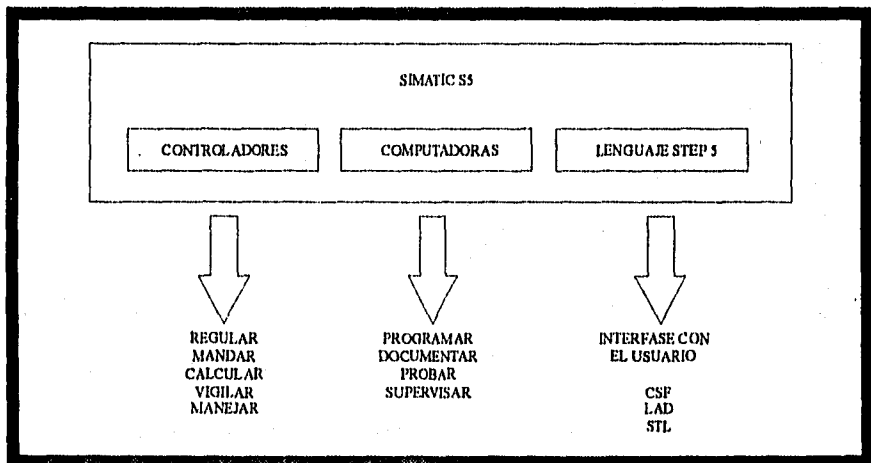 SIMATIC S5
CONTROLADORES
COMPUTADORAS
LENGUAJE STEP 5
REGULAR
MANDAR
CALCULAR
VIGILAR
MANEJAR
PROGRAMAR
DOCUMENTAR
PROBAR
SUPERVISAR
INTERFASE CON
EL USUARIO
CSF
LAD
STL